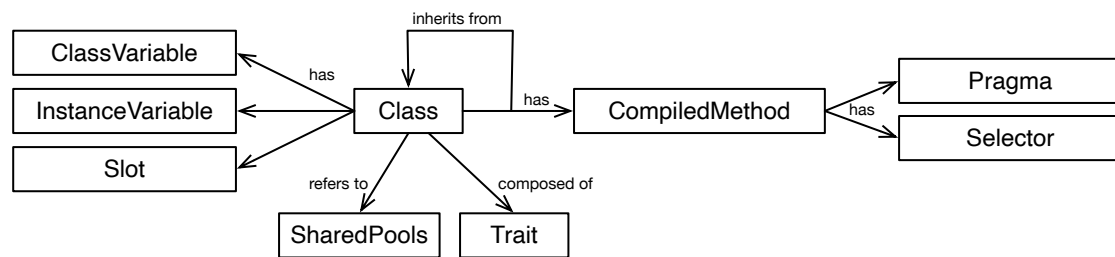 inherits from
ClassVariable
has
InstanceVariable
Class
has
CompiledMethod
has
Pragma
Selector
Slot
refers to
composed of
SharedPools
Trait